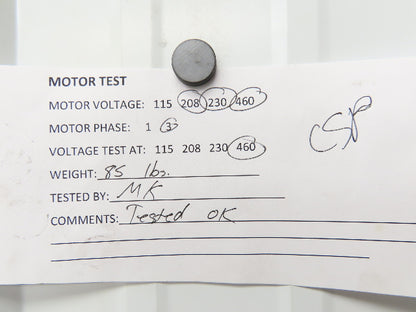 MOTOR TEST
MOTOR VOLTAGE: 115 208 230 460
MOTOR PHASE: 1 3
VOLTAGE TEST AT: 115 208 230 460
WEIGHT: 85 lbs.
TESTED BY: MK
COMMENTS: Tested OK